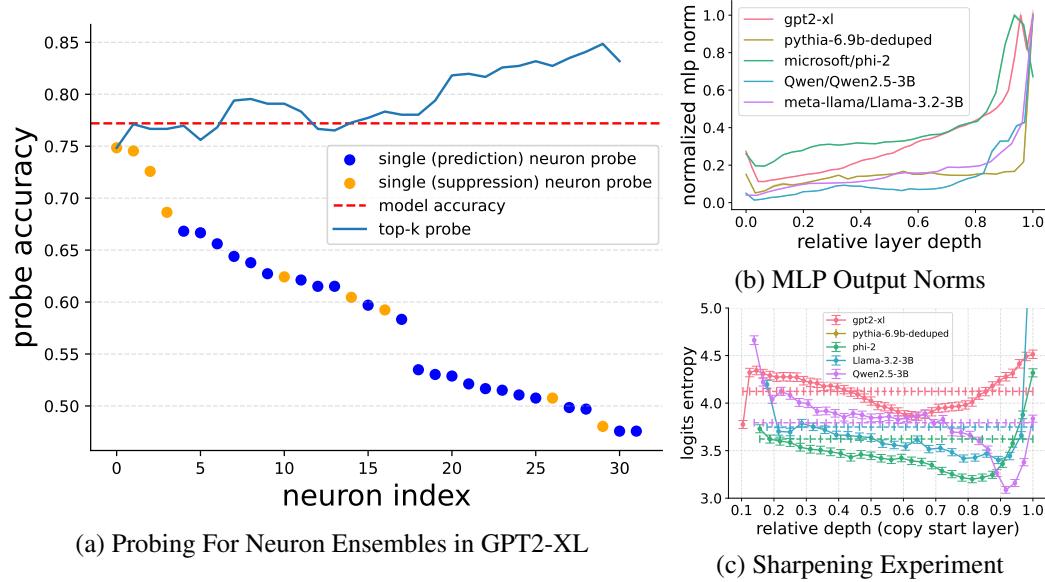 probe accuracy
0.85
0.80
0.75
0.70
0.65
0.60
0.55
0.50
single (prediction) neuron probe
single (suppression) neuron probe
model accuracy
top-k probe
0 5 10 15 20 25 30
neuron index
(a) Probing For Neuron Ensembles in GPT2-XL
normalized mlp norm
1.0
0.8
0.6
0.4
0.2
0.0
gpt2-xl
pythia-6.9b-deduped
microsoft/phi-2
Qwen/Qwen2.5-3B
meta-llama/Llama-3.2-3B
0.0 0.2 0.4 0.6 0.8 1.0
relative layer depth
(b) MLP Output Norms
logits entropy
5.0
4.5
4.0
3.5
3.0
gpt2-xl
pythia-6.9b-deduped
phi-2
Llama-3.2-3B
Qwen2.5-3B
0.1 0.2 0.3 0.4 0.5 0.6 0.7 0.8 0.9 1.0
relative depth (copy start layer)
(c) Sharpening Experiment